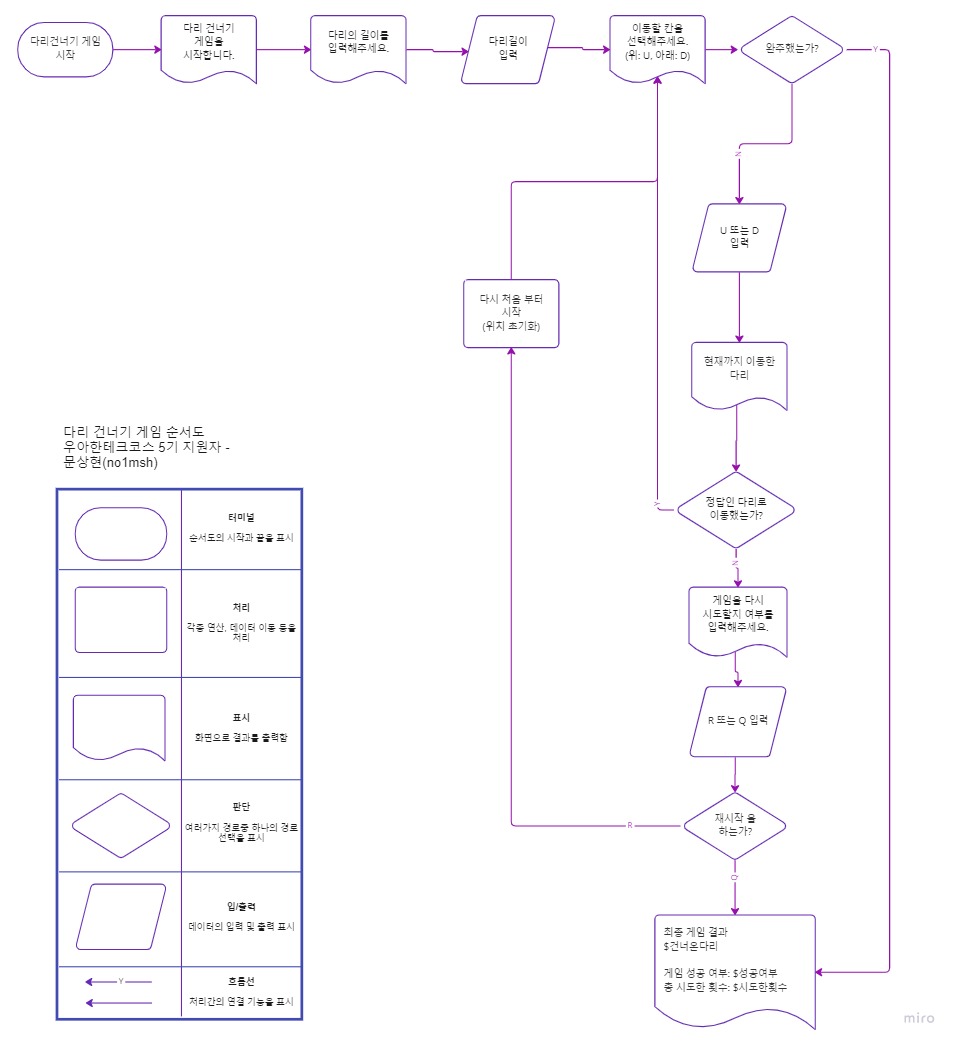 다리건너기 게임
시작
다리 건너기
게임을
시작합니다.
다리의 길이를
입력해주세요.
다리길이
입력
이동할 칸을
선택해주세요.
(위: U, 아래: D)
완주했는가?
Y
N
U 또는 D
입력
다시 처음 부터
시작
(위치 초기화)
현재까지 이동한
다리
정답인 다리로
이동했는가?
Y
N
게임을 다시
시도할지 여부를
입력해주세요.
R 또는 Q 입력
재시작 을
하는가?
R
Q
최종 게임 결과
$건너온다리
게임 성공 여부: $성공여부
총 시도한 횟수: $시도한횟수
다리 건너기 게임 순서도
우아한테크코스 5기 지원자 -
문상현(no1msh)
터미널
순서도의 시작과 끝을 표시
처리
각종 연산, 데이터 이동 등을
처리
표시
화면으로 결과를 출력함
판단
여러가지 경로중 하나의 경로
선택을 표시
입/출력
데이터의 입력 및 출력 표시
Y
흐름선
처리간의 연결 기능을 표시
miro